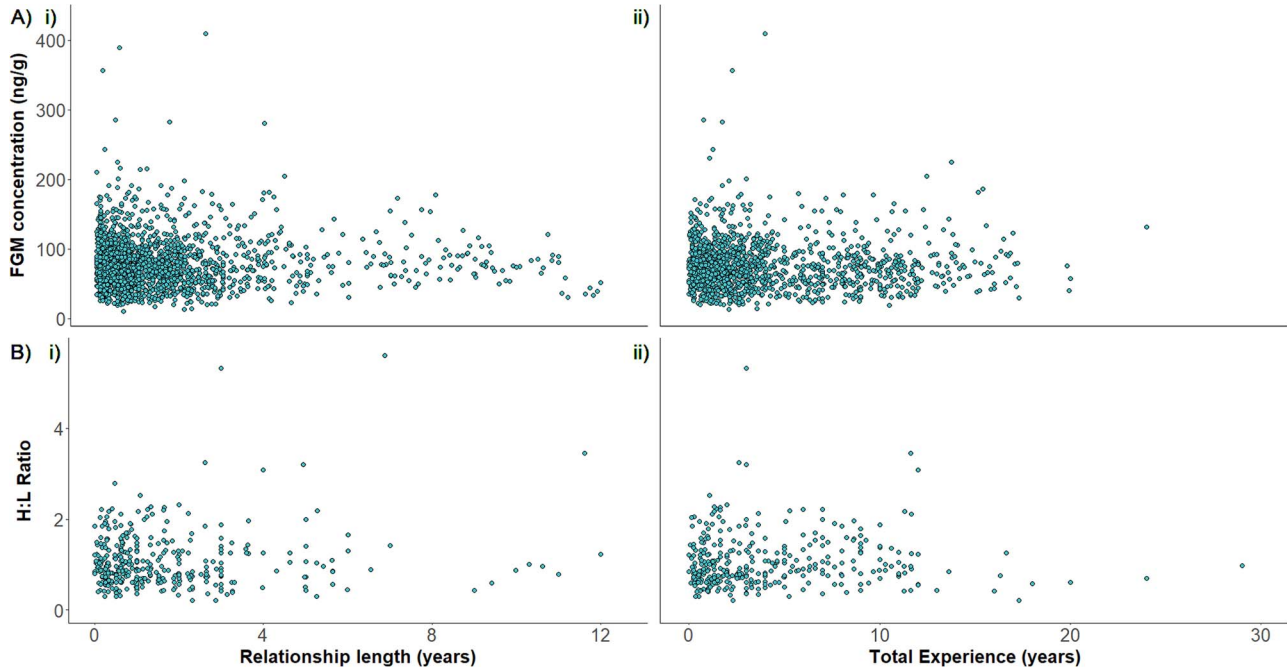 A) i)
ii)
FGM concentration (ng/g)
400
300
200
100
0
B) i)
ii)
H:L Ratio
4
2
0
0 4 8 12
0 10 20 30
Relationship length (years)
Total Experience (years)